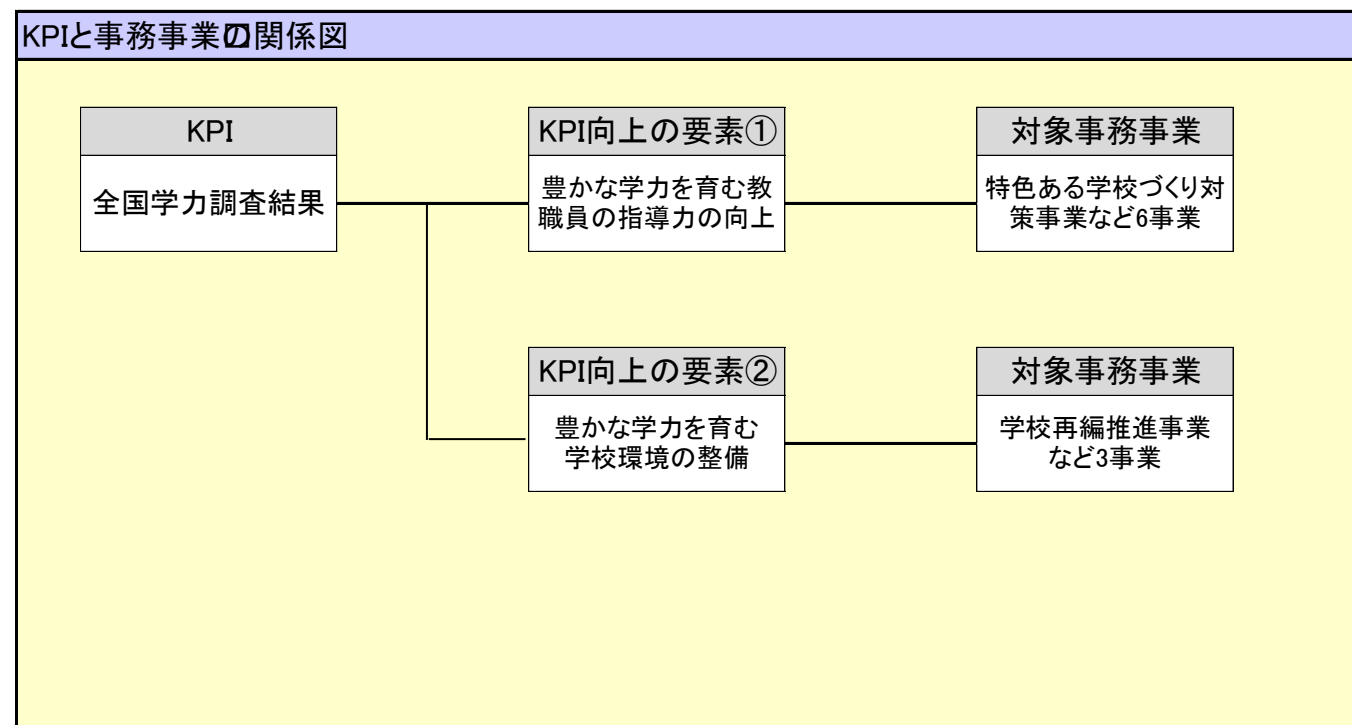 KPIと事務事業の関係図
KPI
全国学力調査結果
KPI向上の要素①
豊かな学力を育む教
職員の指導力の向上
対象事務事業
特色ある学校づくり対
策事業など6事業
KPI向上の要素②
豊かな学力を育む
学校環境の整備
対象事務事業
学校再編推進事業
など3事業